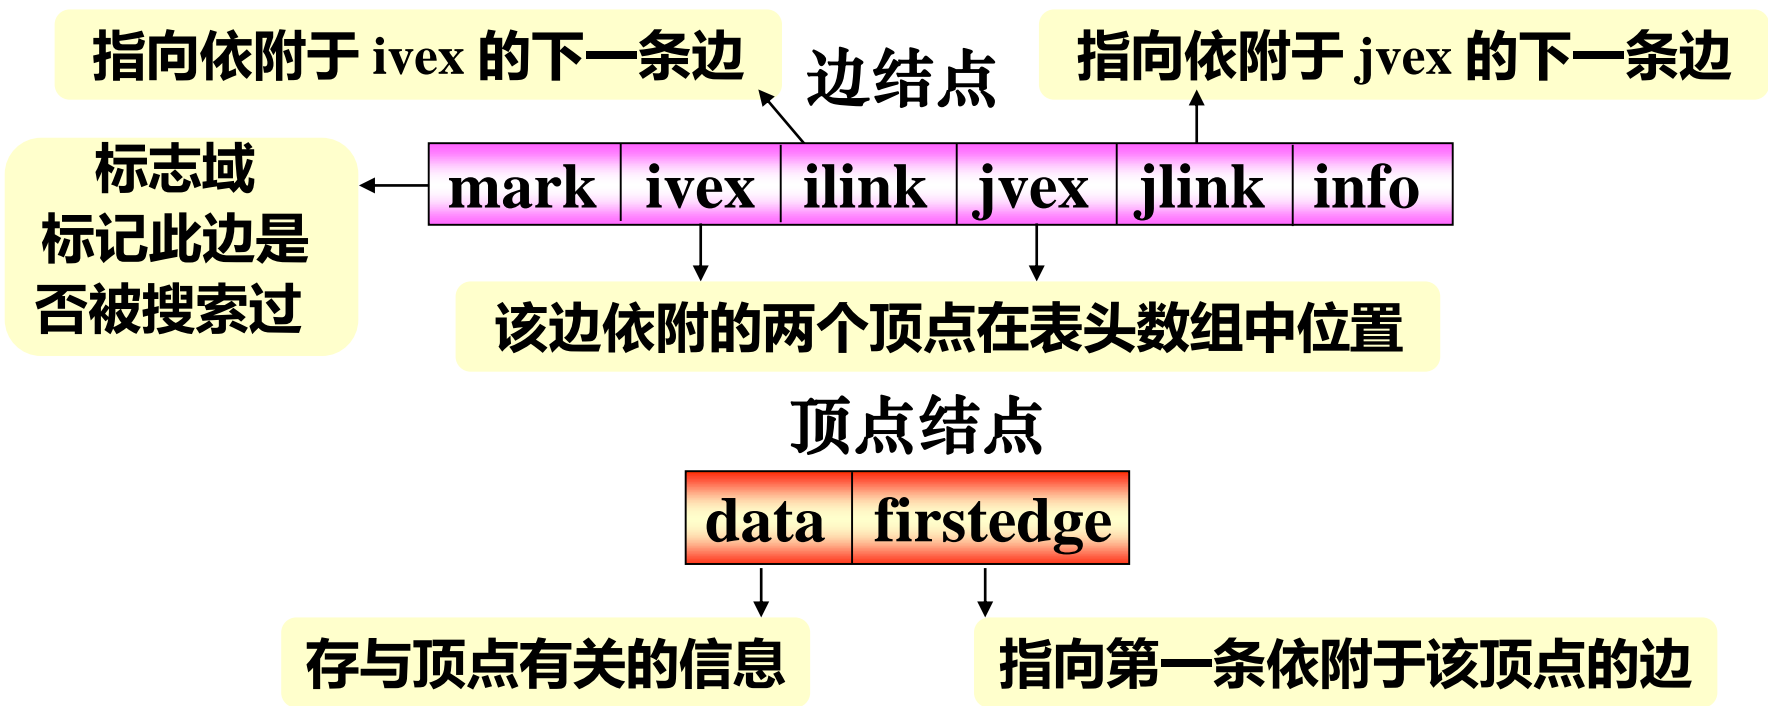 指向依附于 ivex 的下一条边
边结点
指向依附于 jvex 的下一条边
标志域
标记此边是
否被搜索过
mark ivex ilink jvex jlink info
该边依附的两个顶点在表头数组中位置
顶点结点
data firstedge
存与顶点有关的信息
指向第一条依附于该顶点的边